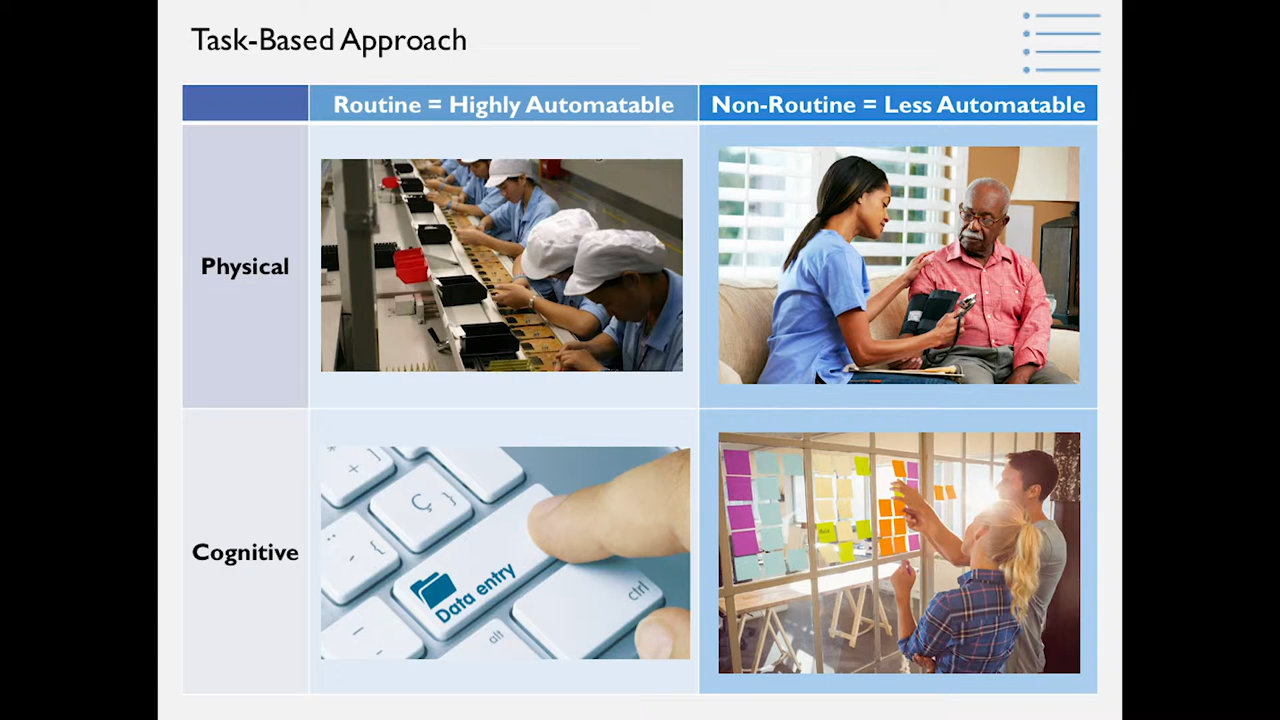 Task-Based Approach
Routine = Highly Automatable
Non-Routine = Less Automatable
Physical
Cognitive
Ç
Data entry
alt
ctrl